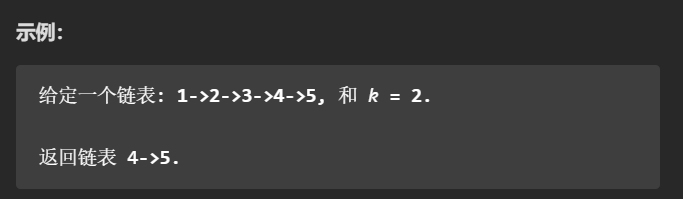 示例：
给定一个链表: 1->2->3->4->5, 和 k = 2.
返回链表 4->5.